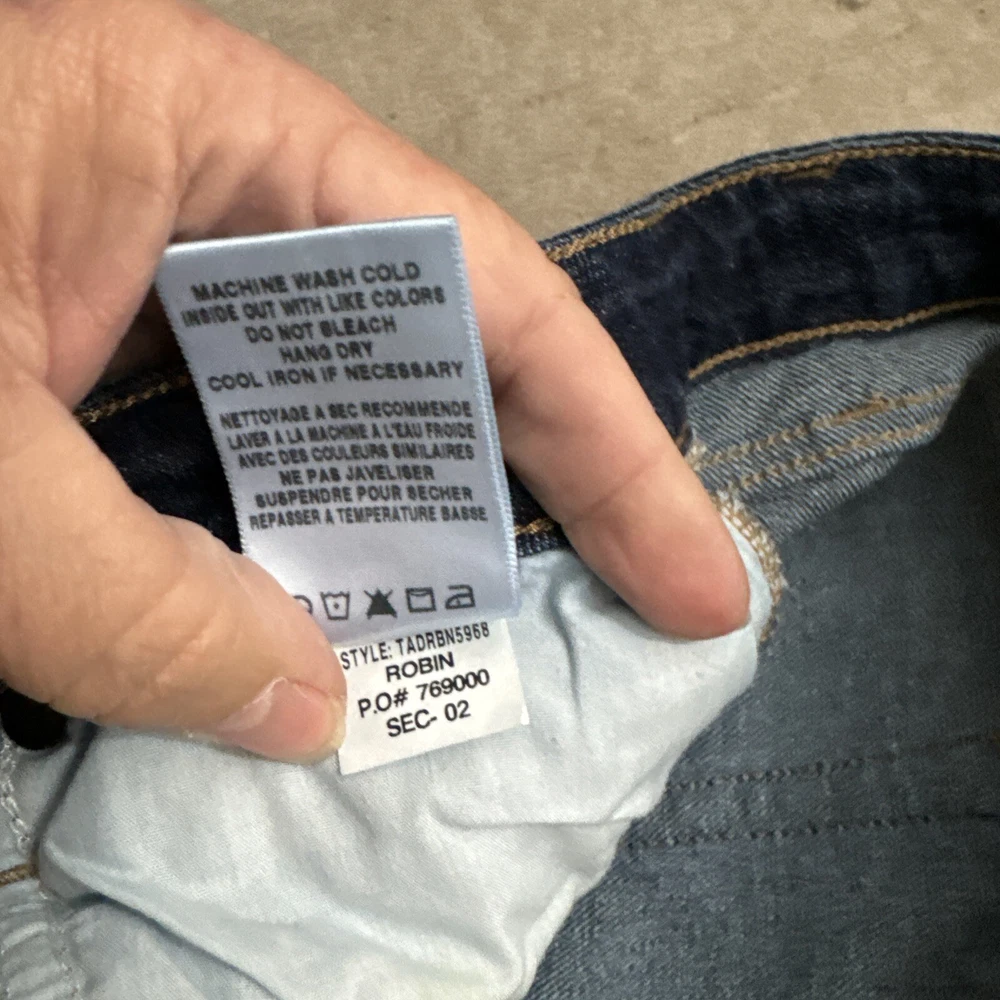 MACHINE WASH COLD
INSIDE OUT WITH LIKE COLORS
DO NOT BLEACH
HANG DRY
COOL IRON IF NECESSARY
NETTOYAGE A SEC RECOMMENDE
LAVER A LA MACHINE A L'EAU FROIDE
AVEC DES COULEURS SIMILAIRES
NE PAS JAVELISER
SUSPENDRE POUR SECHER
REPASSER A TEMPERATURE BASSE
STYLE: TADRBN5968
ROBIN
P.O# 769000
SEC- 02